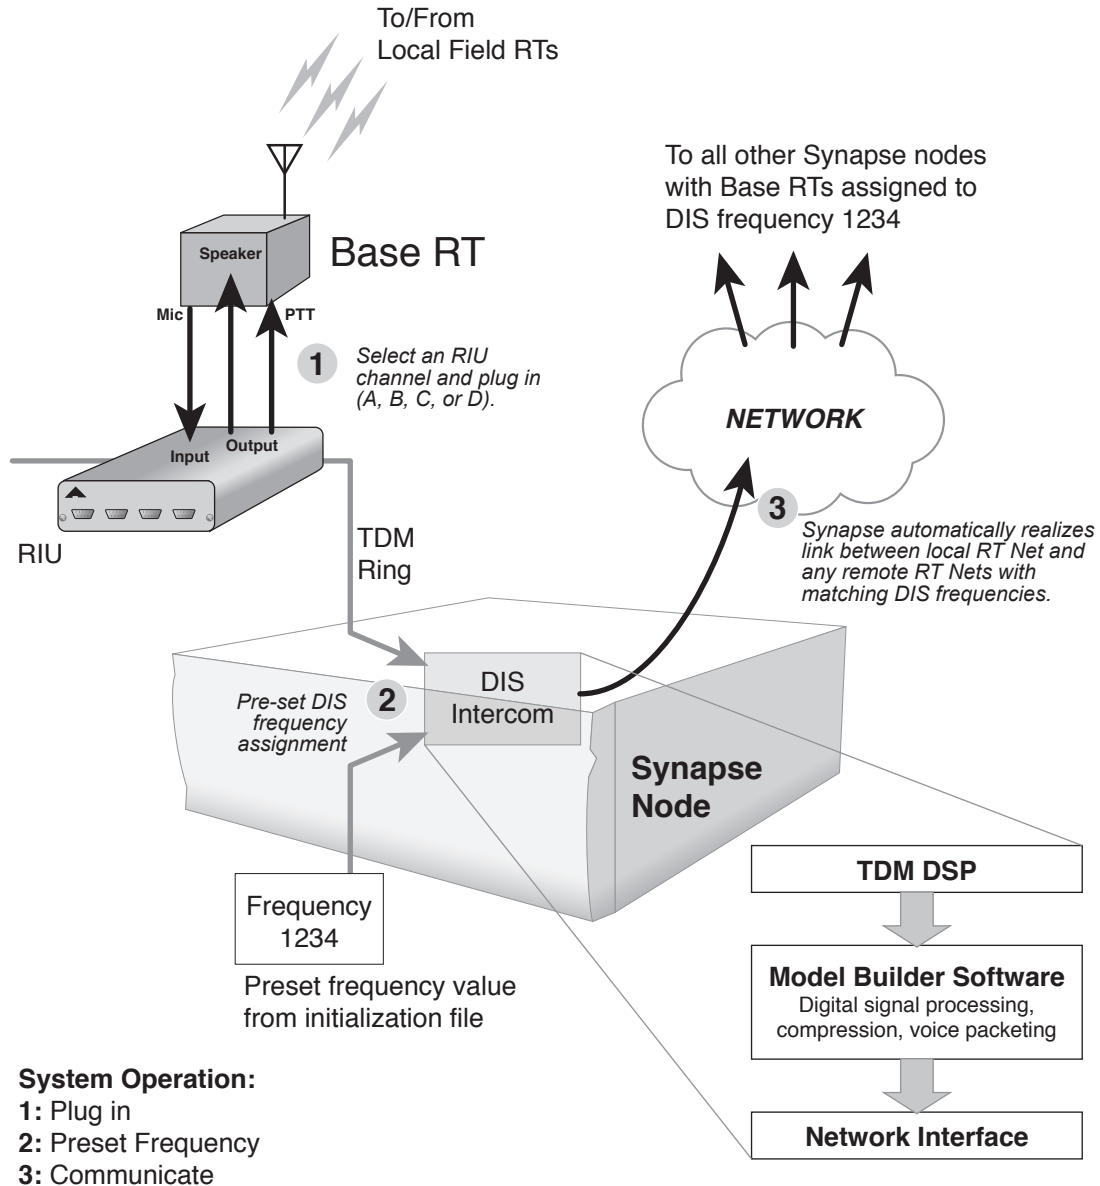 To/From
Local Field RTs
To all other Synapse nodes
with Base RTs assigned to
DIS frequency 1234
Speaker
Base RT
Mic
PTT
1
Select an RIU
channel and plug in
(A, B, C, or D).
NETWORK
Input
Output
RIU
TDM
Ring
3
Synapse automatically realizes
link between local RT Net and
any remote RT Nets with
matching DIS frequencies.
2
Pre-set DIS
frequency
assignment
DIS
Intercom
Synapse
Node
Frequency
1234
Preset frequency value
from initialization file
TDM DSP
Model Builder Software
Digital signal processing,
compression, voice packeting
Network Interface
System Operation:
1: Plug in
2: Preset Frequency
3: Communicate